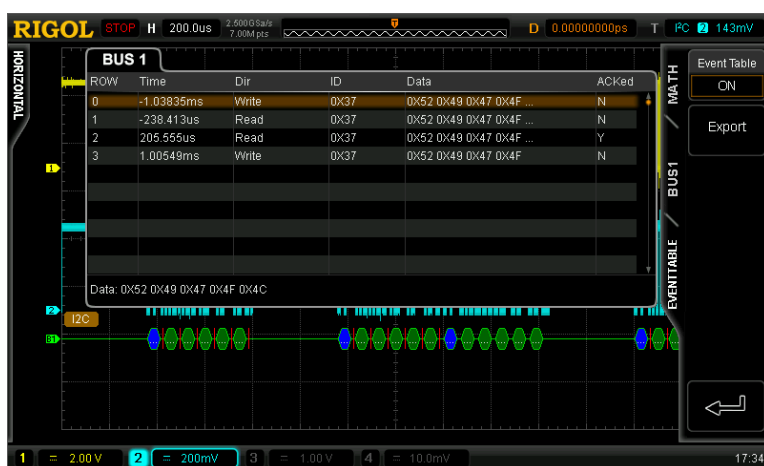 RIGOL STOP H 200.0us 2.500GSa/s 7.00M pts D 0.00000000ps T I²C 2 143mV
HORIZONTAL
BUS 1
ROW Time Dir ID Data ACKed
0 -1.03835ms Write 0X37 0X52 0X49 0X47 0X4F ... N
1 -238.413us Read 0X37 0X52 0X49 0X47 0X4F ... N
2 205.555us Read 0X37 0X52 0X49 0X47 0X4F ... Y
3 1.00549ms Write 0X37 0X52 0X49 0X47 0X4F N
Data: 0X52 0X49 0X47 0X4F 0X4C
MATH
BUS1
EVENTTABLE
Event Table
ON
Export
1
2
I2C
B1
1 = 2.00 V 2 = 200mV 3 = 1.00 V 4 = 10.0mV 17:34